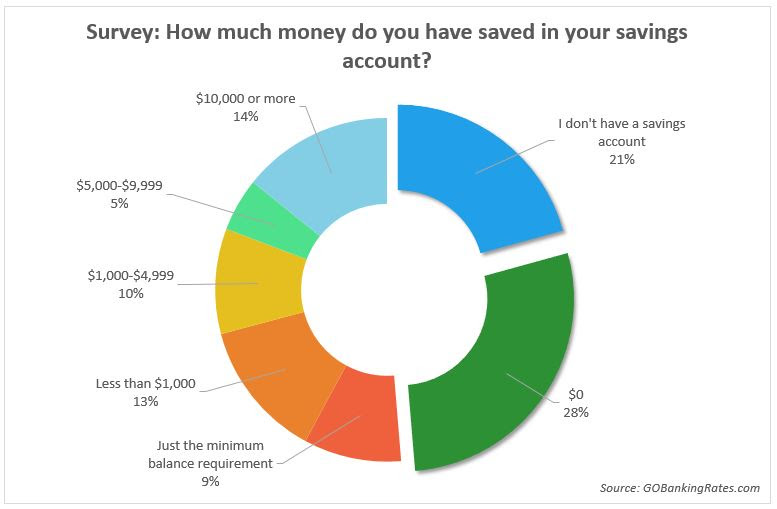 Survey: How much money do you have saved in your savings
account?
$10,000 or more
14%
I don't have a savings
account
21%
$5,000-$9,999
5%
$1,000-$4,999
10%
Less than $1,000
13%
$0
28%
Just the minimum
balance requirement
9%
Source: GOBankingRates.com